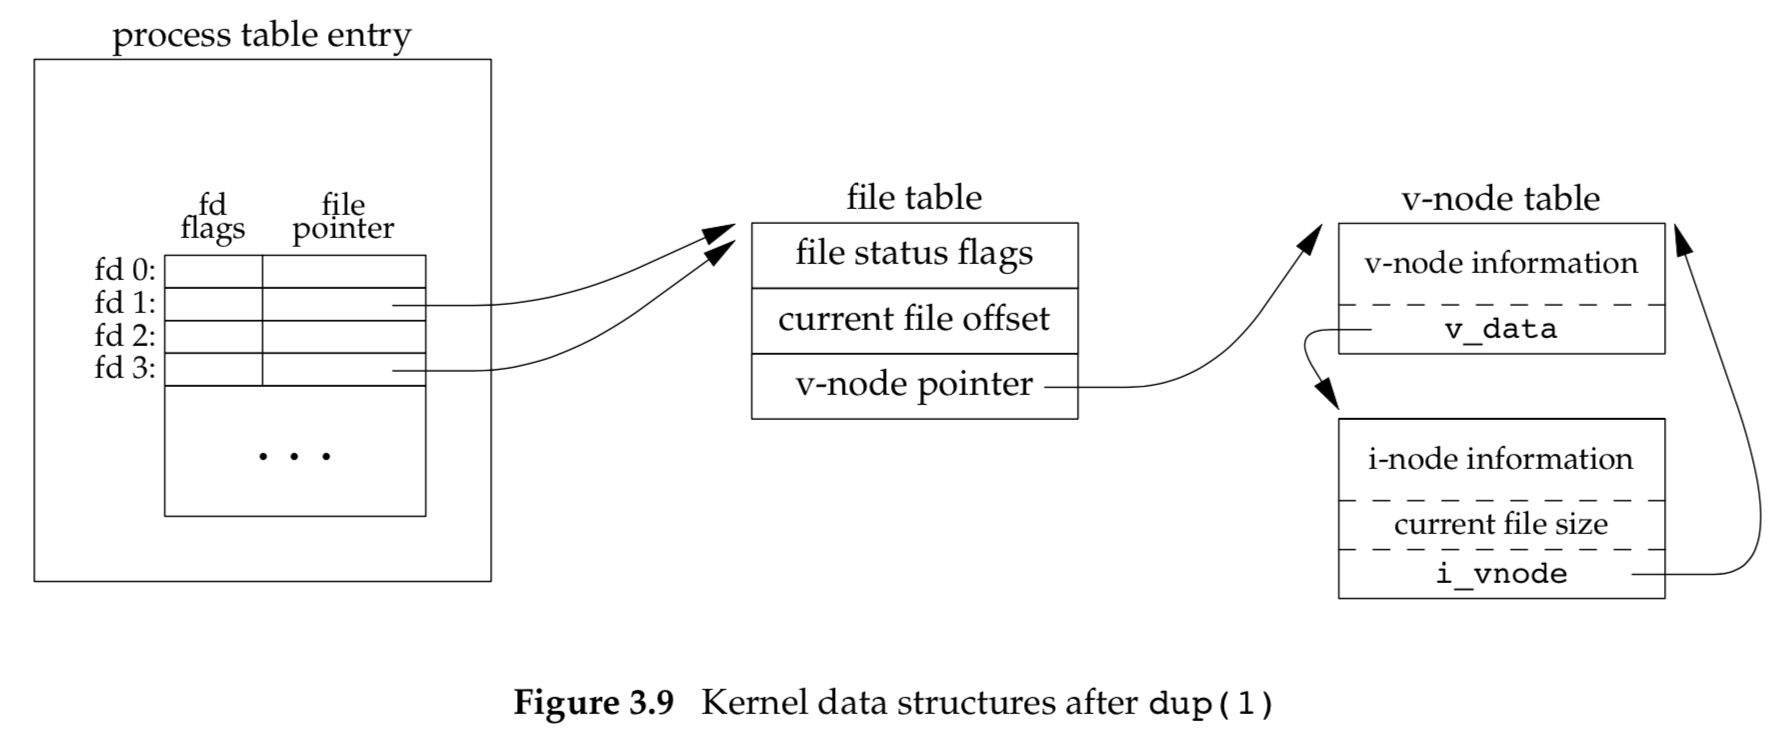 process table entry
fd
flags
file
pointer
fd 0:
fd 1:
fd 2:
fd 3:
. . .
file table
file status flags
current file offset
v-node pointer
v-node table
v-node information
v_data
i-node information
current file size
i_vnode
Figure 3.9 Kernel data structures after dup(1)